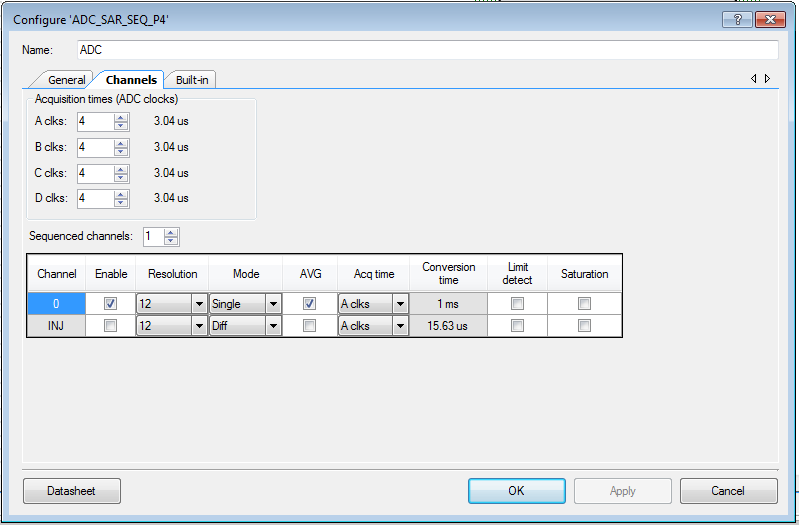 Configure 'ADC_SAR_SEQ_P4'
Name: ADC
General Channels Built-in
Acquisition times (ADC clocks)
A clks: 4 3.04 us
B clks: 4 3.04 us
C clks: 4 3.04 us
D clks: 4 3.04 us
Sequenced channels: 1
Channel Enable Resolution Mode AVG Acq time Conversion time Limit detect Saturation
0 12 Single A clks 1 ms
INJ 12 Diff A clks 15.63 us
Datasheet OK Apply Cancel